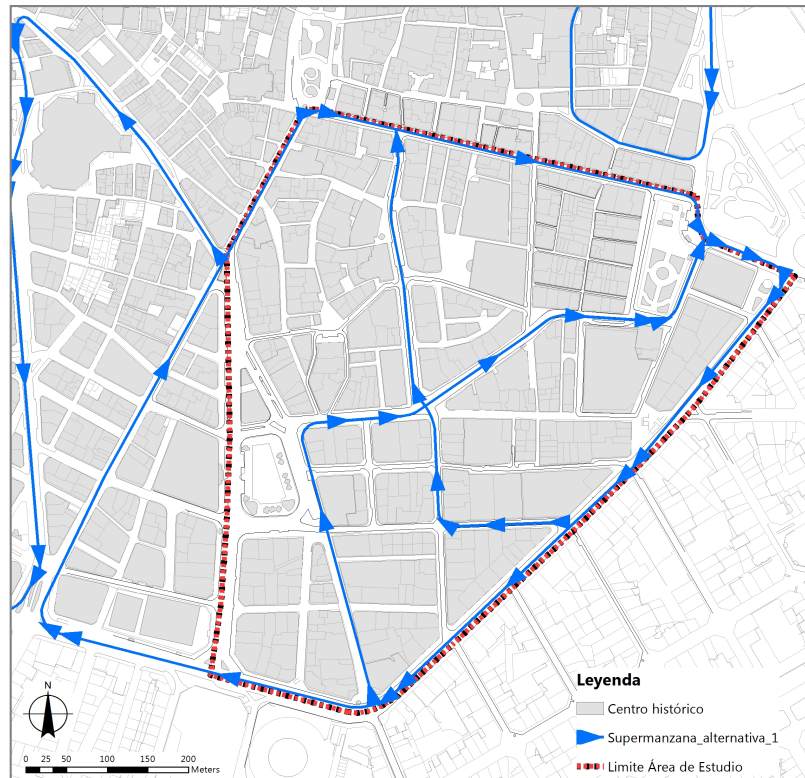 Leyenda
Centro histórico
Supermanzana_alternativa_1
Limite Área de Estudio
N
0 25 50 100 150 200
Meters